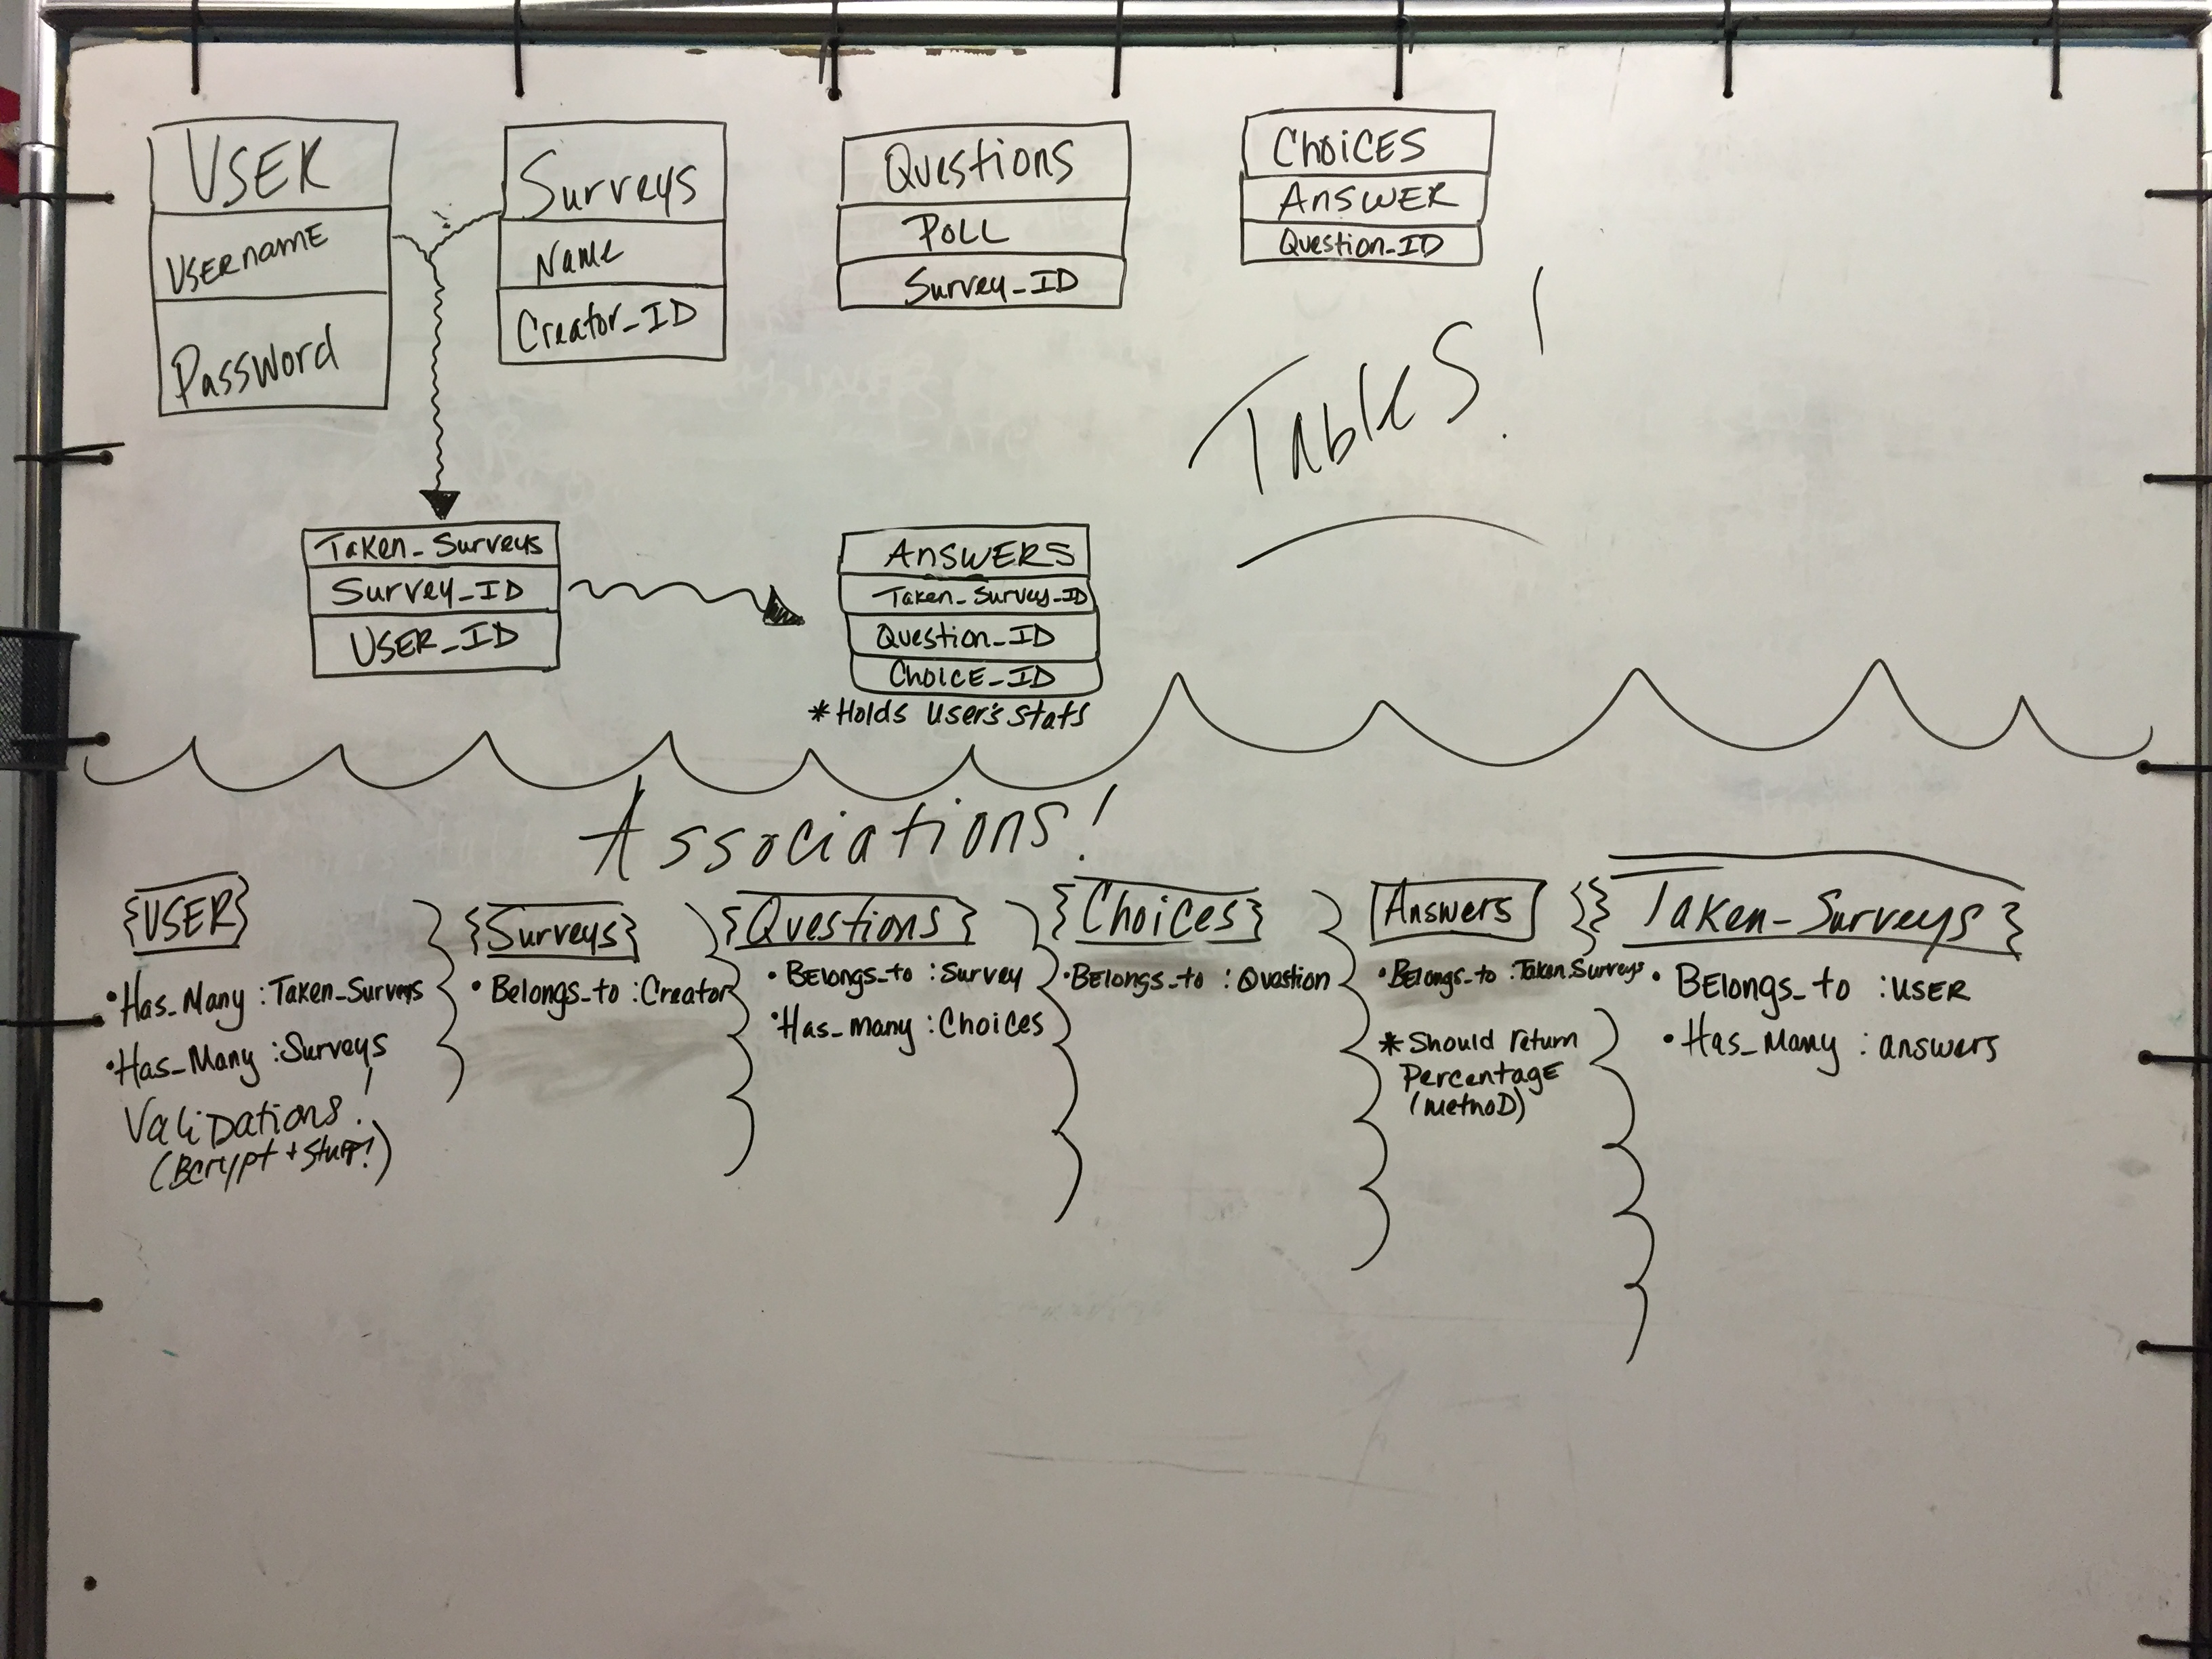 USER
Username
Password
Surveys
Name
Creator_ID
Questions
Poll
Survey_ID
Choices
Answer
Question_ID
Tables!
Taken_Surveys
Survey_ID
User_ID
Answers
Taken_Survey_ID
Question_ID
Choice_ID
*Holds User's Stats
Associations!
{USER}
•Has_Many :Taken_Surveys
•Has_Many :Surveys
Validations!
(Bcrypt + Stuff!)
{Surveys}
•Belongs_to :Creator
{Questions}
•Belongs_to :Survey
•Has_many :Choices
{Choices}
•Belongs_to :Question
[Answers]
•Belongs_to :Taken_Surveys
*Should return
Percentage
(method)
{Taken_Surveys}
•Belongs_to :user
•Has_Many :answers